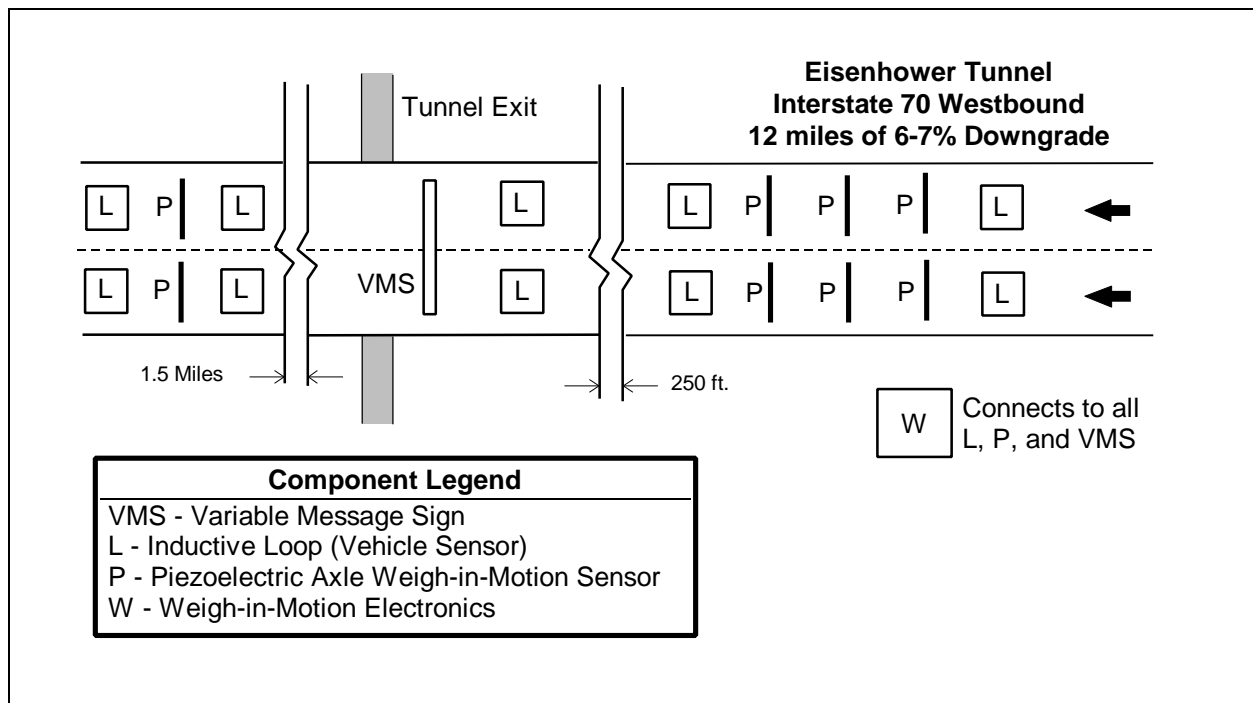 Eisenhower Tunnel
Interstate 70 Westbound
12 miles of 6-7% Downgrade
Tunnel Exit
L P L L L P P P L
VMS
L P L L L P P P L
1.5 Miles
250 ft.
W
Connects to all
L, P, and VMS
Component Legend
VMS - Variable Message Sign
L - Inductive Loop (Vehicle Sensor)
P - Piezoelectric Axle Weigh-in-Motion Sensor
W - Weigh-in-Motion Electronics